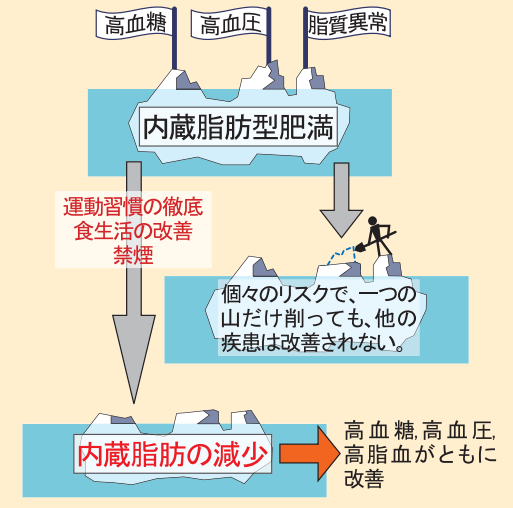 高血糖
高血圧
脂質異常
内蔵脂肪型肥満
運動習慣の徹底
食生活の改善
禁煙
個々のリスクで、一つの
山だけ削っても、他の
疾患は改善されない。
内蔵脂肪の減少
高血糖,高血圧,
高脂血がともに
改善